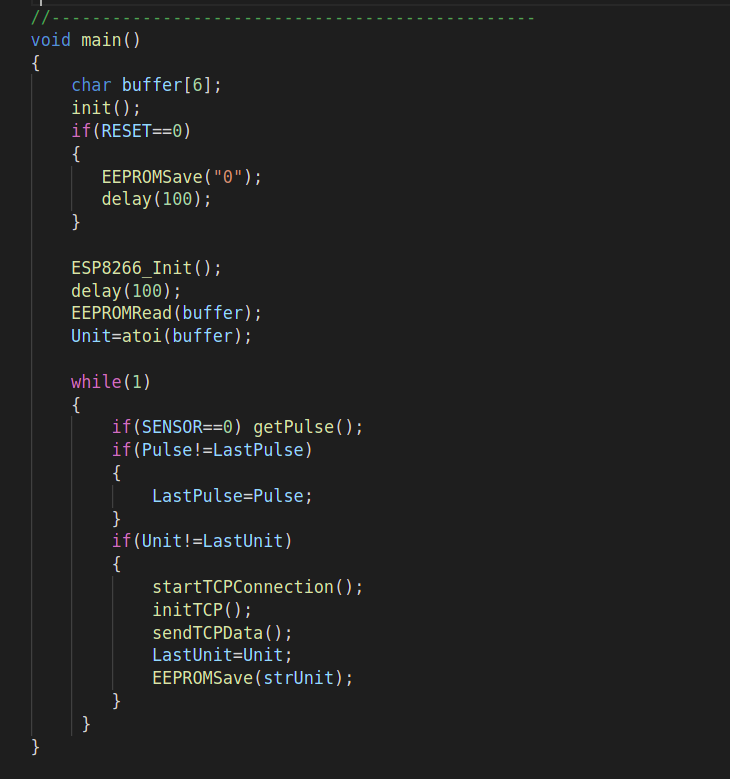 //------------------------------------------------
void main()
{
    char buffer[6];
    init();
    if(RESET==0)
    {
       EEPROMSave("0");
       delay(100);
    }

    ESP8266_Init();
    delay(100);
    EEPROMRead(buffer);
    Unit=atoi(buffer);

    while(1)
    {
        if(SENSOR==0) getPulse();
        if(Pulse!=LastPulse)
        {
            LastPulse=Pulse;
        }
        if(Unit!=LastUnit)
        {
            startTCPConnection();
            initTCP();
            sendTCPData();
            LastUnit=Unit;
            EEPROMSave(strUnit);
        }
     }
}